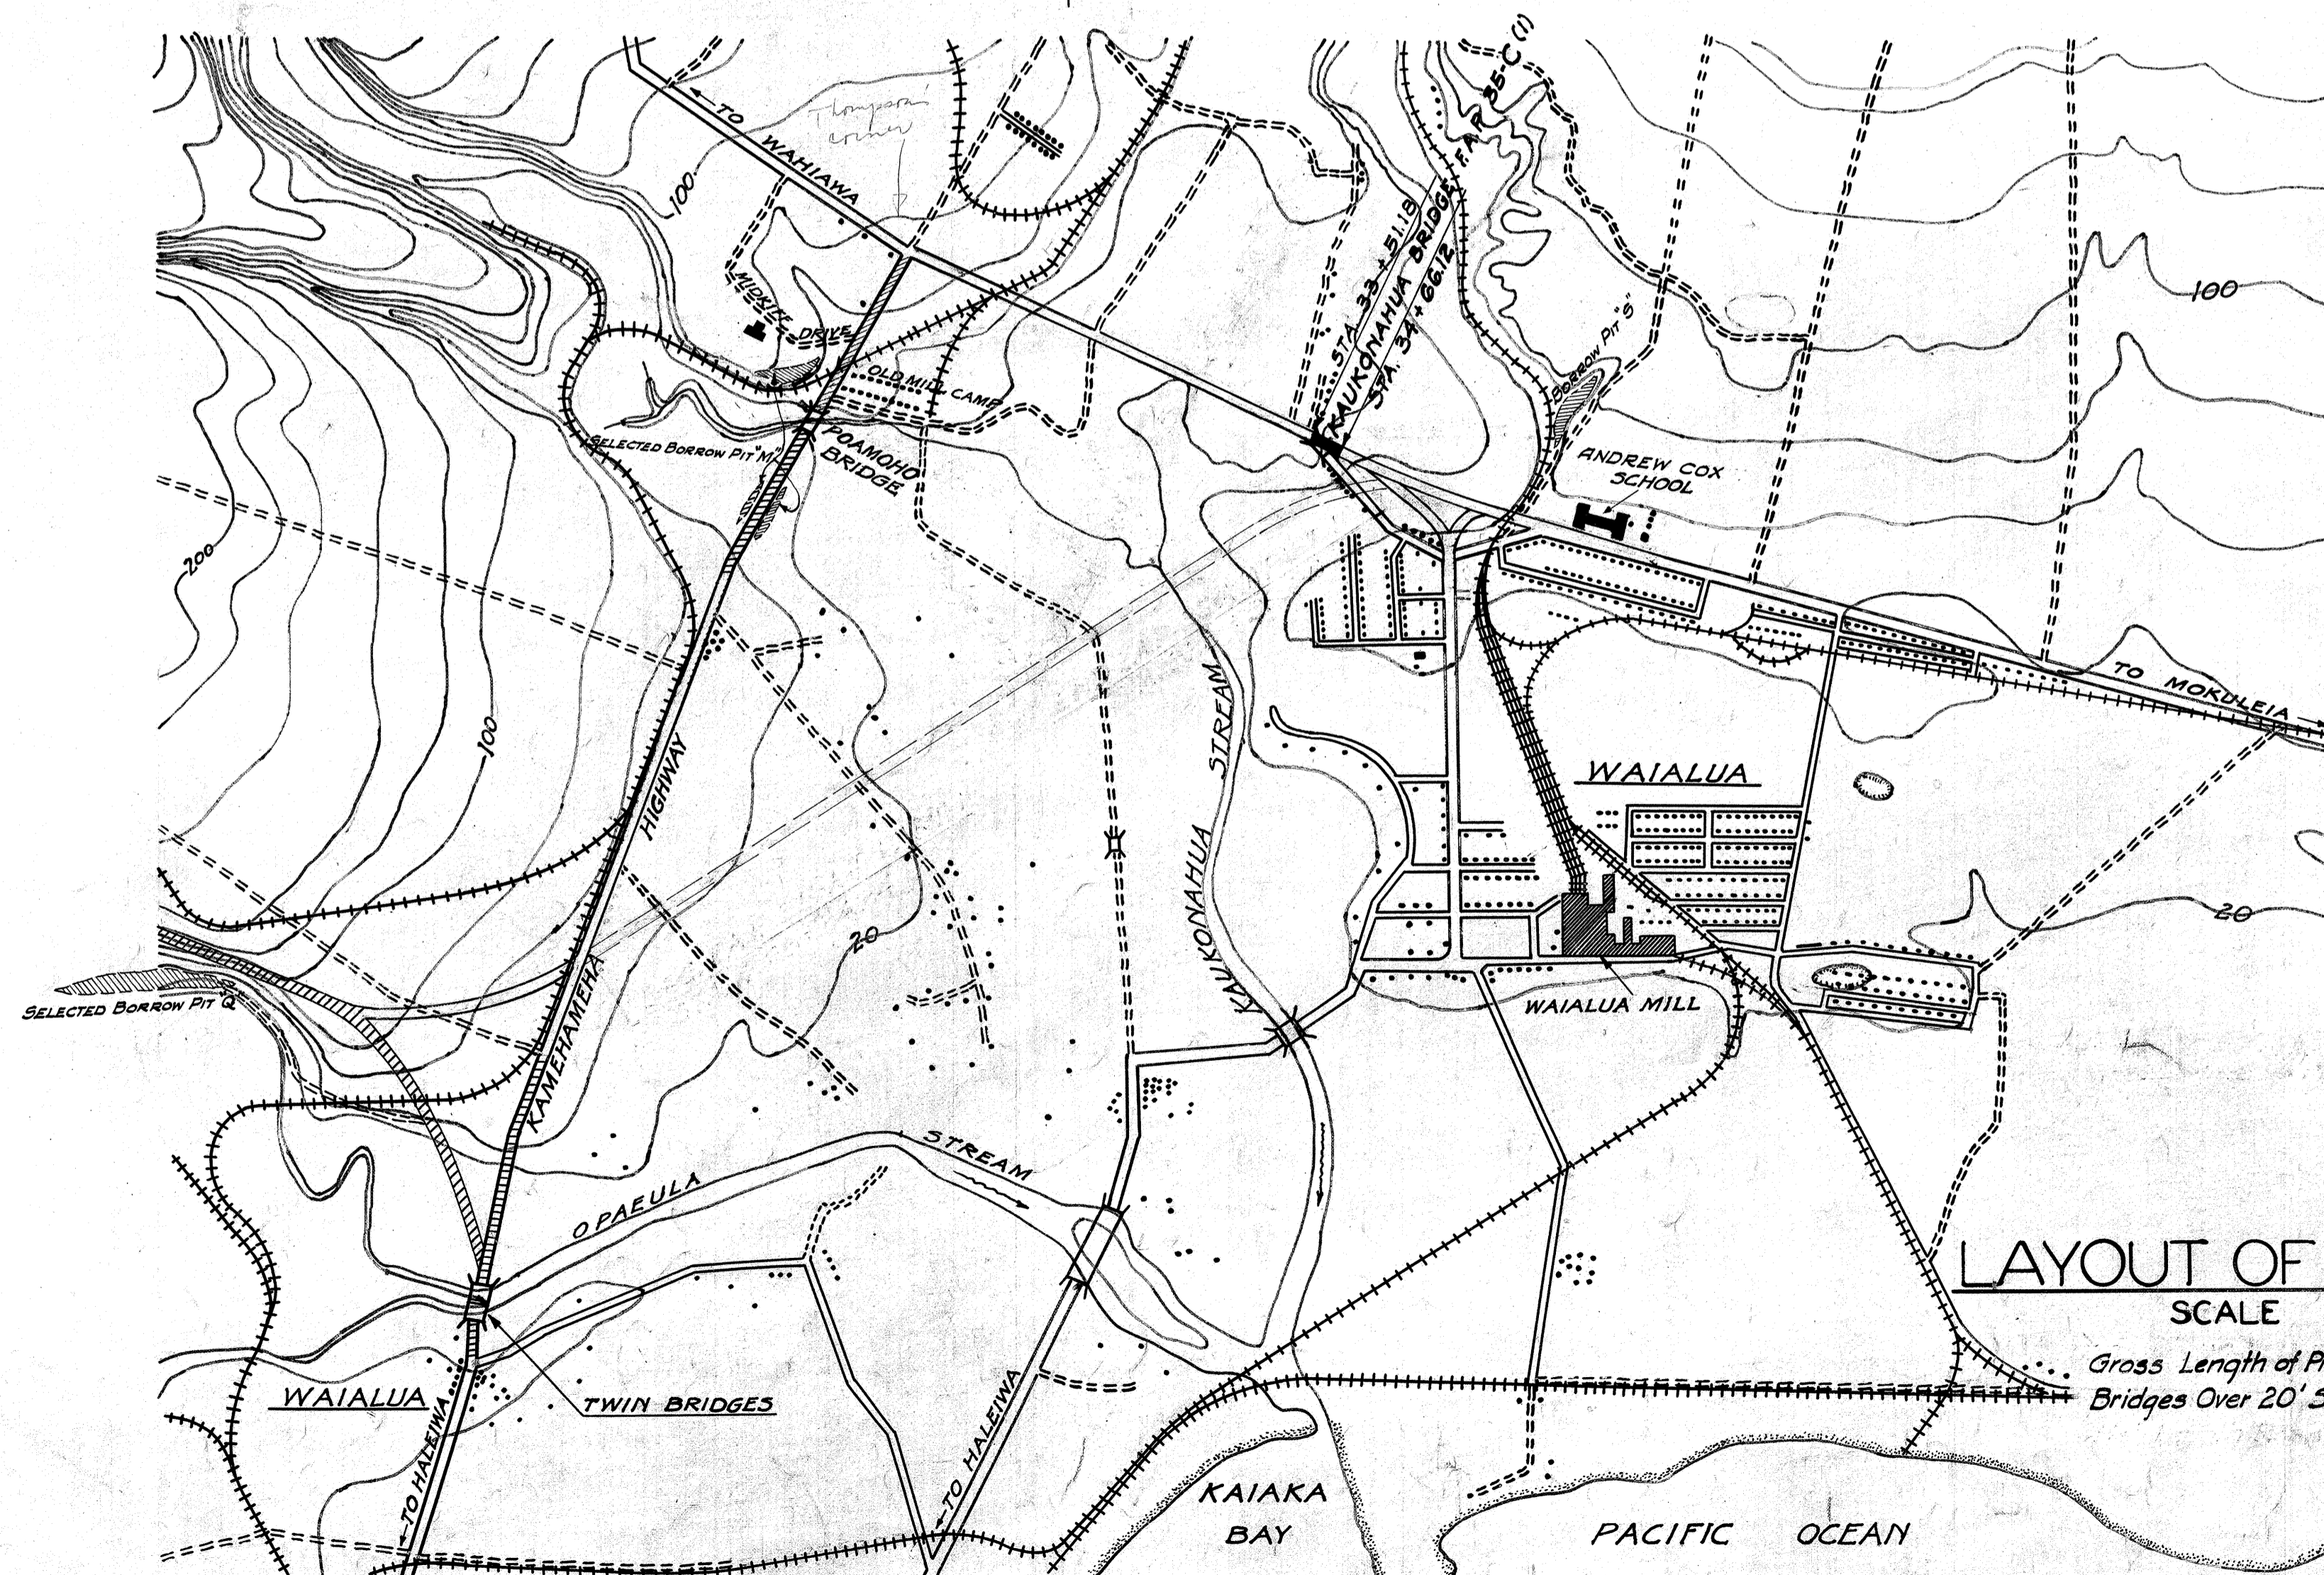 F.A.P. 35-C (1)
← TO WAHIAWA
Thompson
corner
100
STA. 33 + 51.18
KAUKONAHUA BRIDGE
STA. 34 + 66.12
MIDKIFF
DRIVE
OLD MILL CAMP
BORROW PIT "S"
100
SELECTED BORROW PIT "M"
POAMOHO
BRIDGE
ANDREW COX
SCHOOL
200
TO MOKULEIA →
100
HIGHWAY
KAUKONAHUA STREAM
WAIALUA
20
20
SELECTED BORROW PIT "Q"
KAMEHAMEHA
WAIALUA MILL
OPAEULA STREAM
LAYOUT OF
SCALE
Gross Length of
Bridges Over 20'
WAIALUA
TWIN BRIDGES
← TO HALEIWA
← TO HALEIWA
KAIAKA
BAY
PACIFIC OCEAN